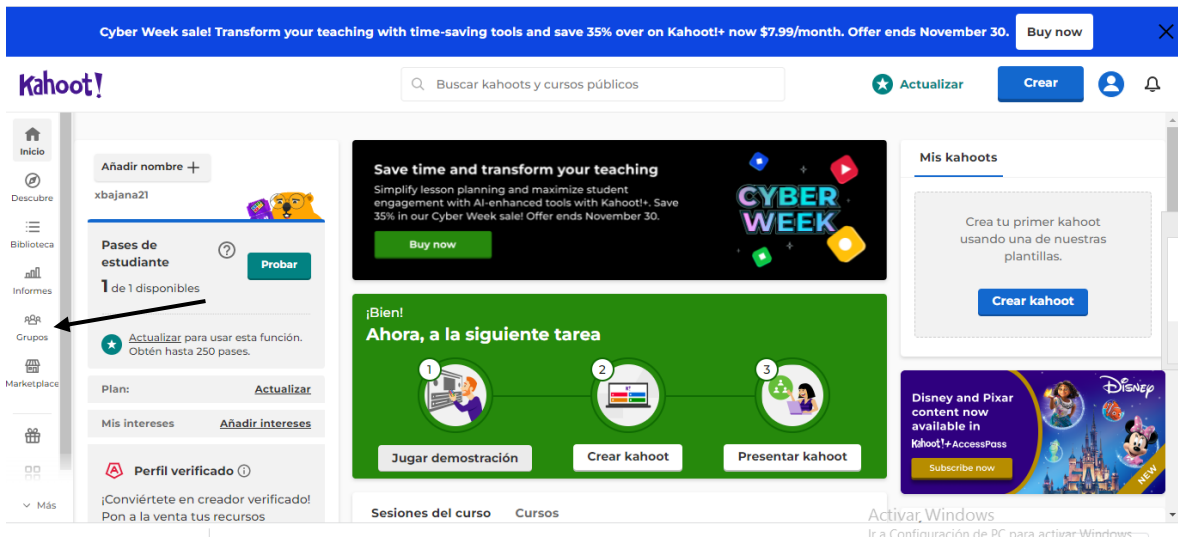 Cyber Week sale! Transform your teaching with time-saving tools and save 35% over on Kahoot!+ now $7.99/month. Offer ends November 30.
Buy now
Kahoot!
Buscar kahoots y cursos públicos
Actualizar
Crear
Inicio
Descubre
Biblioteca
Informes
Grupos
Marketplace
Más
Añadir nombre
xbajana21
Pases de
estudiante
Probar
1 de 1 disponibles
Actualizar para usar esta función.
Obtén hasta 250 pases.
Plan:
Actualizar
Mis intereses
Añadir intereses
Perfil verificado
¡Conviértete en creador verificado!
Pon a la venta tus recursos
Save time and transform your teaching
Simplify lesson planning and maximize student
engagement with AI-enhanced tools with Kahoot!+. Save
35% in our Cyber Week sale! Offer ends November 30.
Buy now
CYBER
WEEK
¡Bien!
Ahora, a la siguiente tarea
1
2
3
Jugar demostración
Crear kahoot
Presentar kahoot
Sesiones del curso
Cursos
Mis kahoots
Crea tu primer kahoot
usando una de nuestras
plantillas.
Crear kahoot
Disney and Pixar
content now
available in
Kahoot!+ AccessPass
Subscribe now
Disney
NEW
Activar Windows
Ir a Configuración de PC para activar Windows